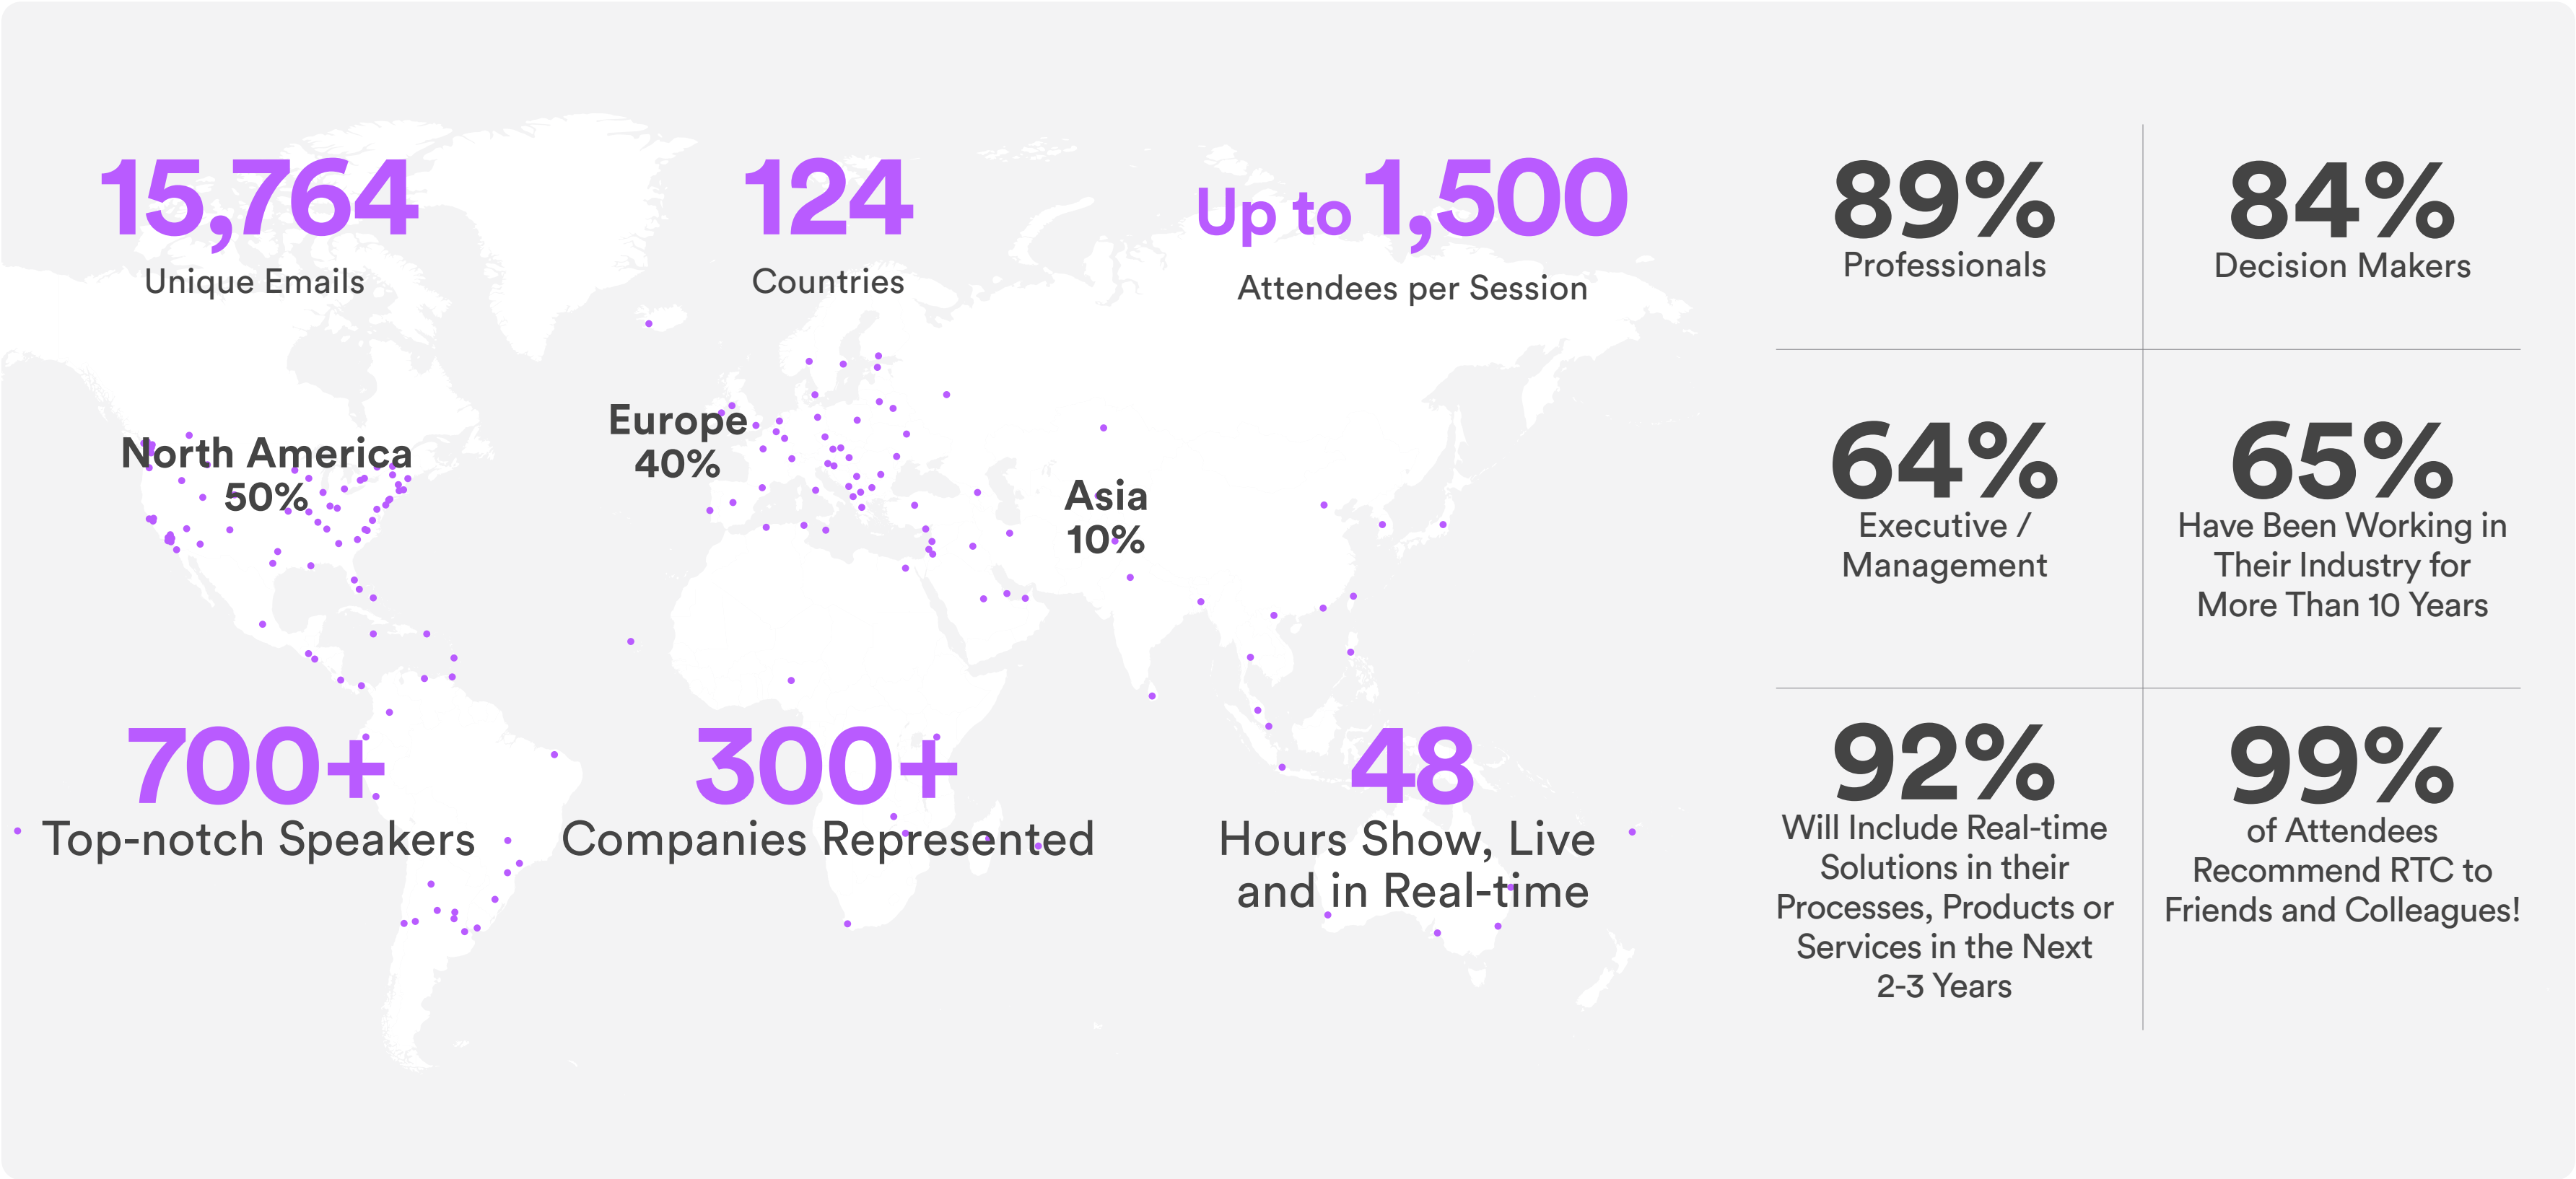 15,764
Unique Emails
124
Countries
Up to 1,500
Attendees per Session
North America
50%
Europe
40%
Asia
10%
700+
Top-notch Speakers
300+
Companies Represented
48
Hours Show, Live
and in Real-time
89%
Professionals
84%
Decision Makers
64%
Executive /
Management
65%
Have Been Working in
Their Industry for
More Than 10 Years
92%
Will Include Real-time
Solutions in their
Processes, Products or
Services in the Next
2-3 Years
99%
of Attendees
Recommend RTC to
Friends and Colleagues!